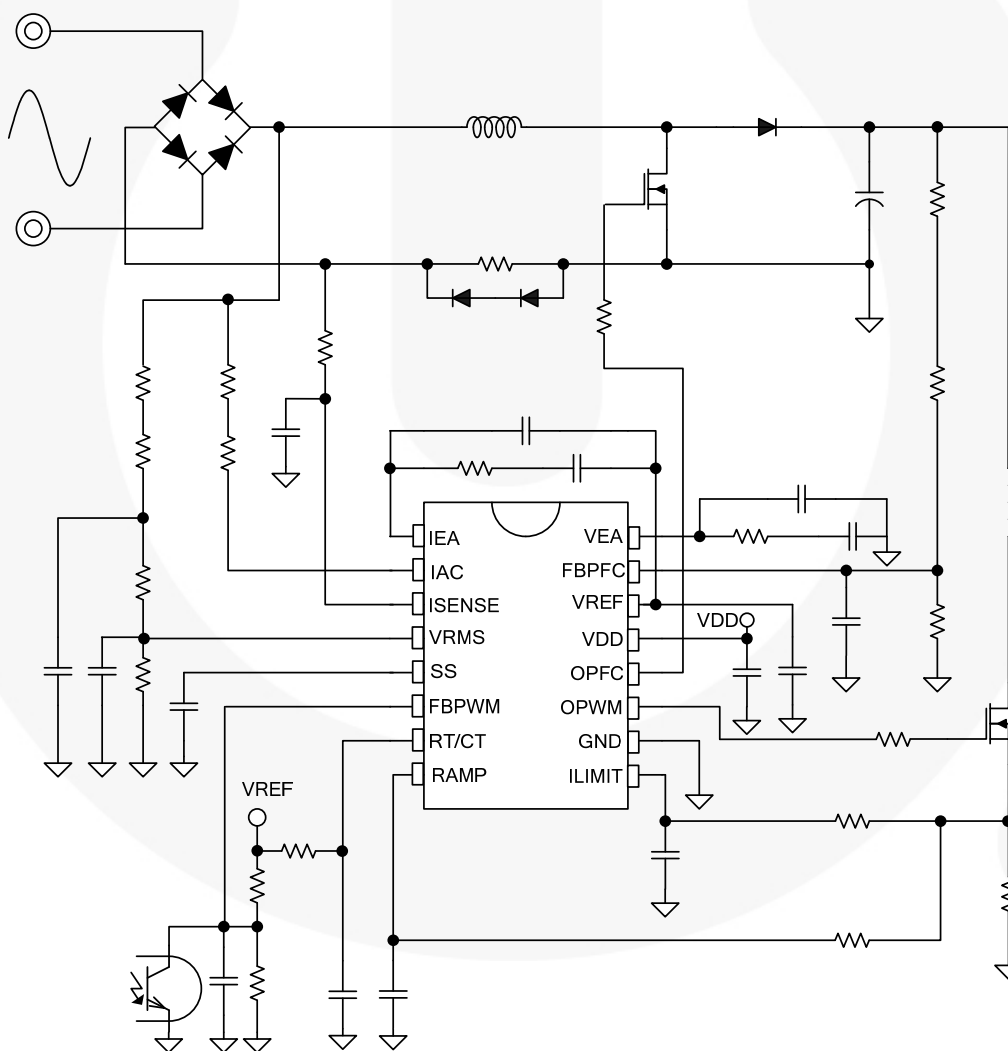 IEA
IAC
ISENSE
VRMS
SS
FBPWM
RT/CT
RAMP
VEA
FBPFC
VREF
VDD
OPFC
OPWM
GND
ILIMIT
VDD
VREF